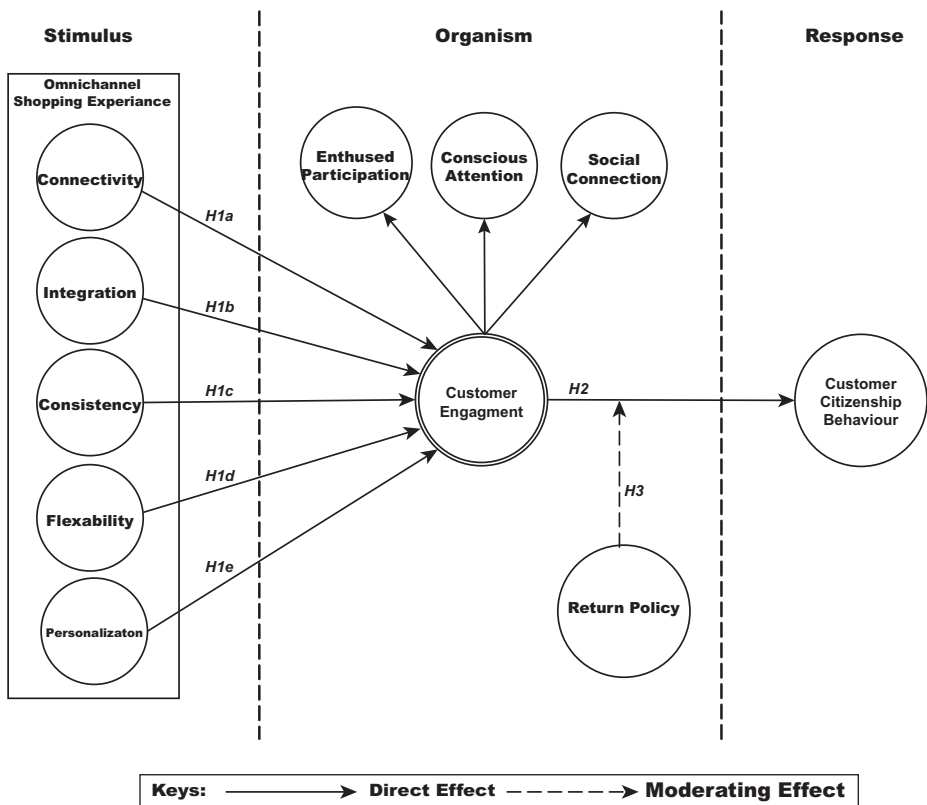 Stimulus
Organism
Response
Omnichannel
Shopping Experiance
Connectivity
Integration
Consistency
Flexability
Personalizaton
H1a
H1b
H1c
H1d
H1e
Enthused
Participation
Conscious
Attention
Social
Connection
Customer
Engagment
H2
H3
Return Policy
Customer
Citizenship
Behaviour
Keys: Direct Effect Moderating Effect